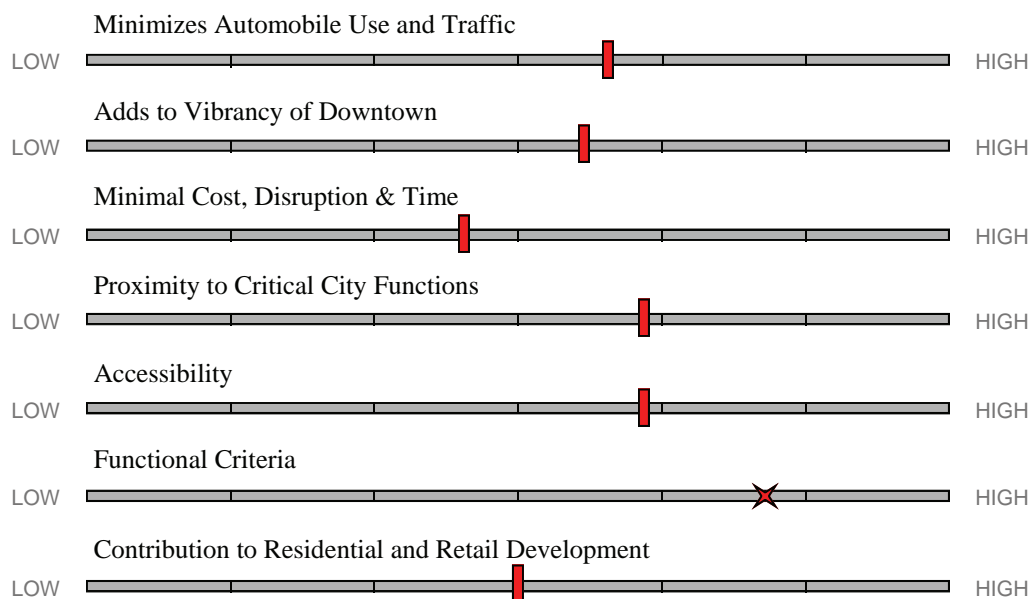 Minimizes Automobile Use and Traffic
LOW HIGH
Adds to Vibrancy of Downtown
LOW HIGH
Minimal Cost, Disruption & Time
LOW HIGH
Proximity to Critical City Functions
LOW HIGH
Accessibility
LOW HIGH
Functional Criteria
LOW HIGH
Contribution to Residential and Retail Development
LOW HIGH